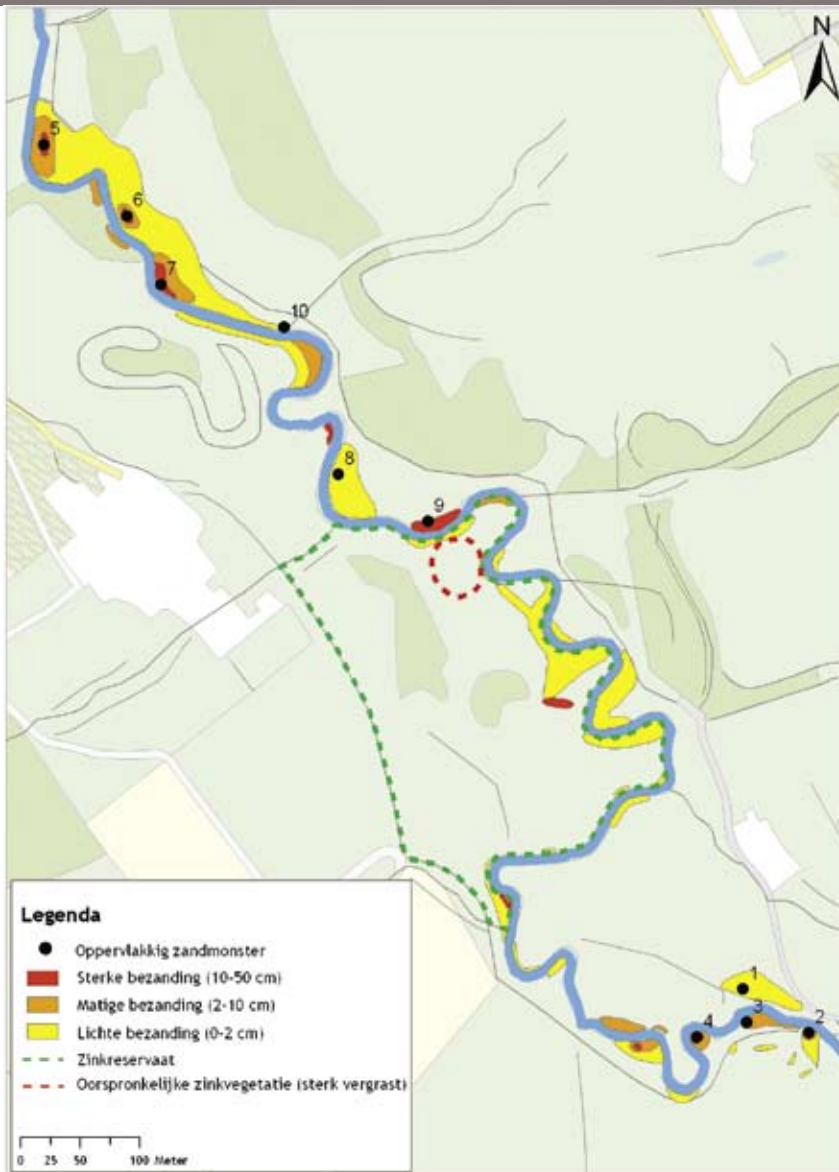 N
5
6
7
10
8
9
1
3
2
4
Legenda
Oppervlakkig zandmonster
Sterke bezanding (10-50 cm)
Matige bezanding (2-10 cm)
Lichte bezanding (0-2 cm)
Zinkreservaat
Oorspronkelijke zinkvegetatie (sterk vergrast)
0 25 50 100 Meter